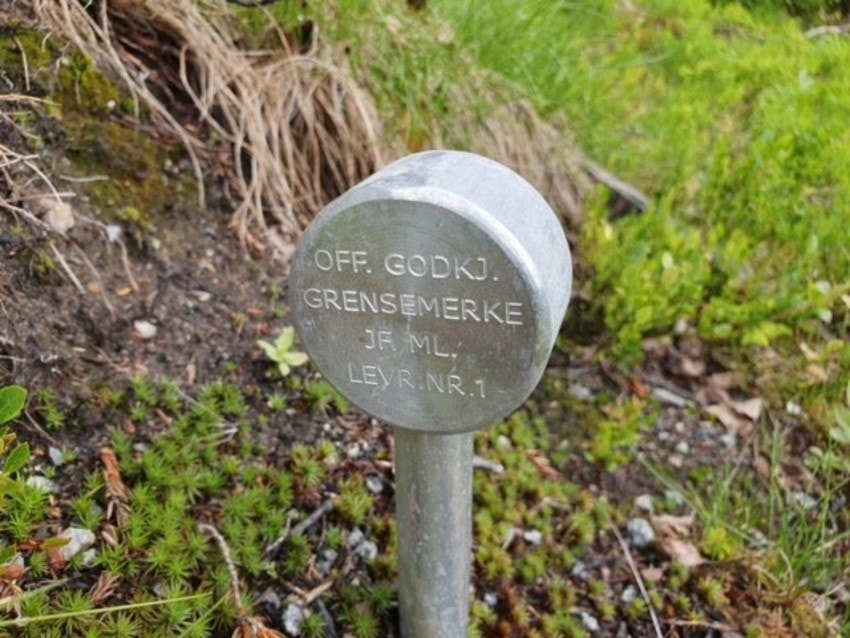 OFF. GODKJ.
GRENSEMERKE
JF. ML.
LEVR.NR.1